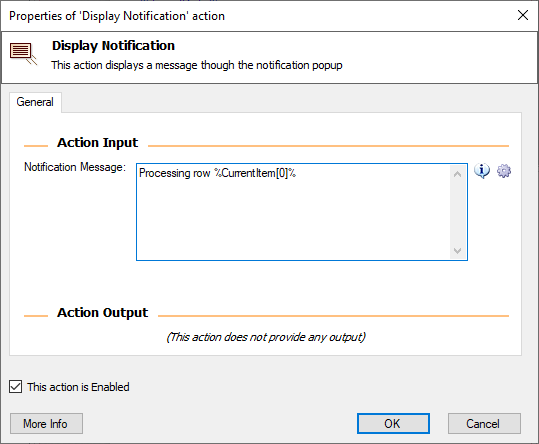 Properties of 'Display Notification' action
Display Notification
This action displays a message though the notification popup
General
Action Input
Notification Message:
Processing row %CurrentItem[0]%
Action Output
(This action does not provide any output)
This action is Enabled
More Info
OK
Cancel